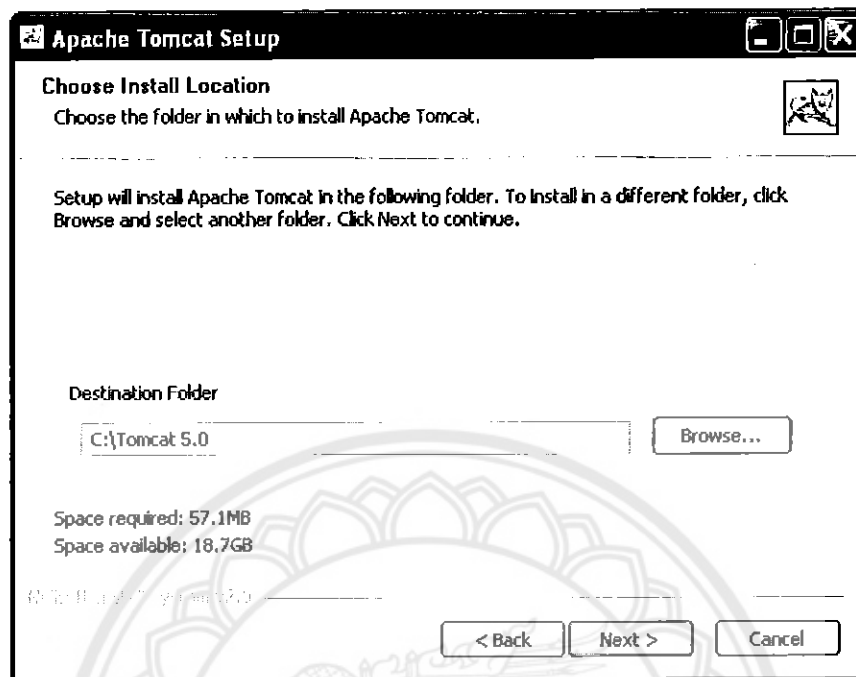 Apache Tomcat Setup
Choose Install Location
Choose the folder in which to install Apache Tomcat.
Setup will install Apache Tomcat in the following folder. To install in a different folder, click
Browse and select another folder. Click Next to continue.
Destination Folder
C:\Tomcat 5.0
Browse...
Space required: 57.1MB
Space available: 18.7GB
< Back
Next >
Cancel